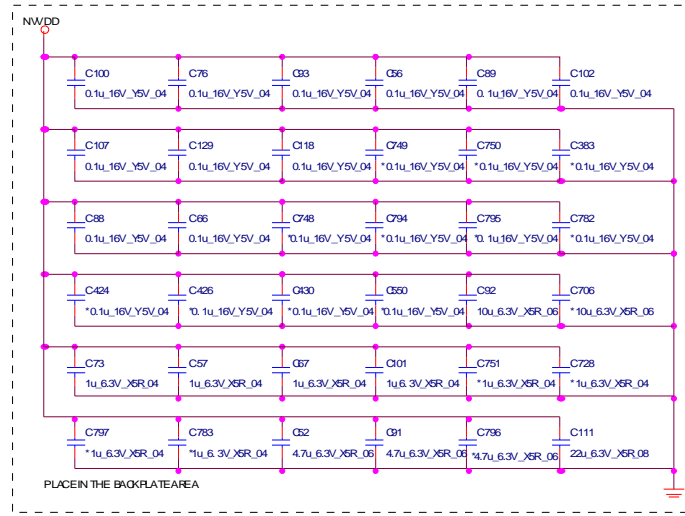 NVVDD
C100 C76 C93 C56 C89 C102
0.1u_16V_Y5V_04 0.1u_16V_Y5V_04 0.1u_16V_Y5V_04 0.1u_16V_Y5V_04 0.1u_16V_Y5V_04 0.1u_16V_Y5V_04
C107 C129 C118 C749 C750 C383
0.1u_16V_Y5V_04 0.1u_16V_Y5V_04 0.1u_16V_Y5V_04 *0.1u_16V_Y5V_04 *0.1u_16V_Y5V_04 *0.1u_16V_Y5V_04
C88 C66 C748 C794 C795 C782
0.1u_16V_Y5V_04 0.1u_16V_Y5V_04 *0.1u_16V_Y5V_04 *0.1u_16V_Y5V_04 *0.1u_16V_Y5V_04 *0.1u_16V_Y5V_04
C424 C426 C430 C550 C92 C706
*0.1u_16V_Y5V_04 *0.1u_16V_Y5V_04 *0.1u_16V_Y5V_04 *0.1u_16V_Y5V_04 10u_6.3V_X5R_06 *10u_6.3V_X5R_06
C73 C57 C67 C101 C751 C728
1u_6.3V_X5R_04 1u_6.3V_X5R_04 1u_6.3V_X5R_04 1u_6.3V_X5R_04 *1u_6.3V_X5R_04 *1u_6.3V_X5R_04
C797 C783 C52 C91 C796 C111
*1u_6.3V_X5R_04 *1u_6.3V_X5R_04 4.7u_6.3V_X5R_06 4.7u_6.3V_X5R_06 *4.7u_6.3V_X5R_06 22u_6.3V_X5R_08
PLACE IN THE BACKPLATE AREA